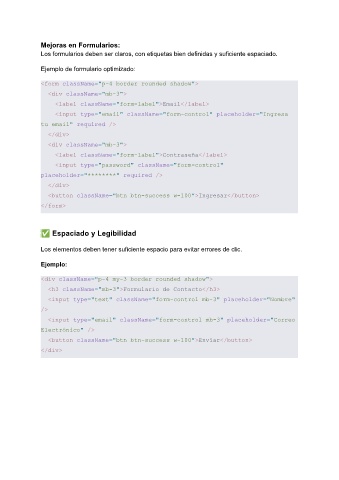 Mejoras en Formularios:
Los formularios deben ser claros, con etiquetas bien definidas y suficiente espaciado.
Ejemplo de formulario optimizado:
<form className="p-4 border rounded shadow">
<div className="mb-3">
<label className="form-label">Email</label>
<input type="email" className="form-control" placeholder="Ingresa
tu email" required />
</div>
<div className="mb-3">
<label className="form-label">Contraseña</label>
<input type="password" className="form-control"
placeholder="********" required />
</div>
<button className="btn btn-success w-100">Ingresar</button>
</form>
✅ Espaciado y Legibilidad
Los elementos deben tener suficiente espacio para evitar errores de clic.
Ejemplo:
<div className="p-4 my-3 border rounded shadow">
<h3 className="mb-3">Formulario de Contacto</h3>
<input type="text" className="form-control mb-3" placeholder="Nombre"
/>
<input type="email" className="form-control mb-3" placeholder="Correo
Electrónico" />
<button className="btn btn-success w-100">Enviar</button>
</div>